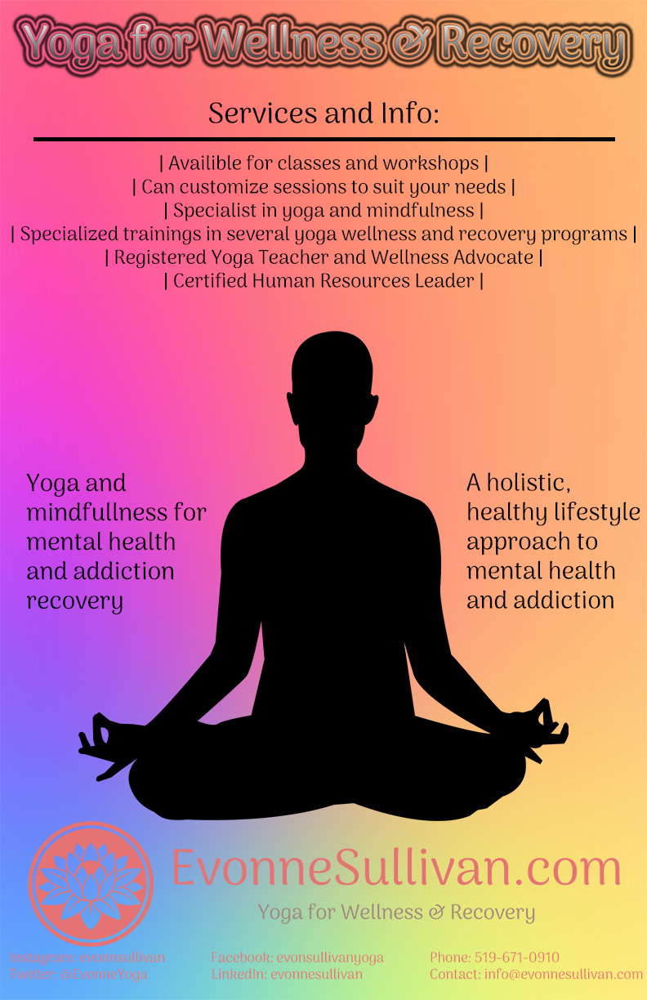 Yoga for Wellness & Recovery
Services and Info:
| Availible for classes and workshops |
| Can customize sessions to suit your needs |
| Specialist in yoga and mindfulness |
| Specialized trainings in several yoga wellness and recovery programs |
| Registered Yoga Teacher and Wellness Advocate |
| Certified Human Resources Leader |
Yoga and
mindfullness for
mental health
and addiction
recovery
A holistic,
healthy lifestyle
approach to
mental health
and addiction
EvonneSullivan.com
Yoga for Wellness & Recovery
Instagram: evonnsullivan
Twitter: @EvonneYoga
Facebook: evonsullivanyoga
LinkedIn: evonnesullivan
Phone: 519-671-0910
Contact: info@evonnesullivan.com